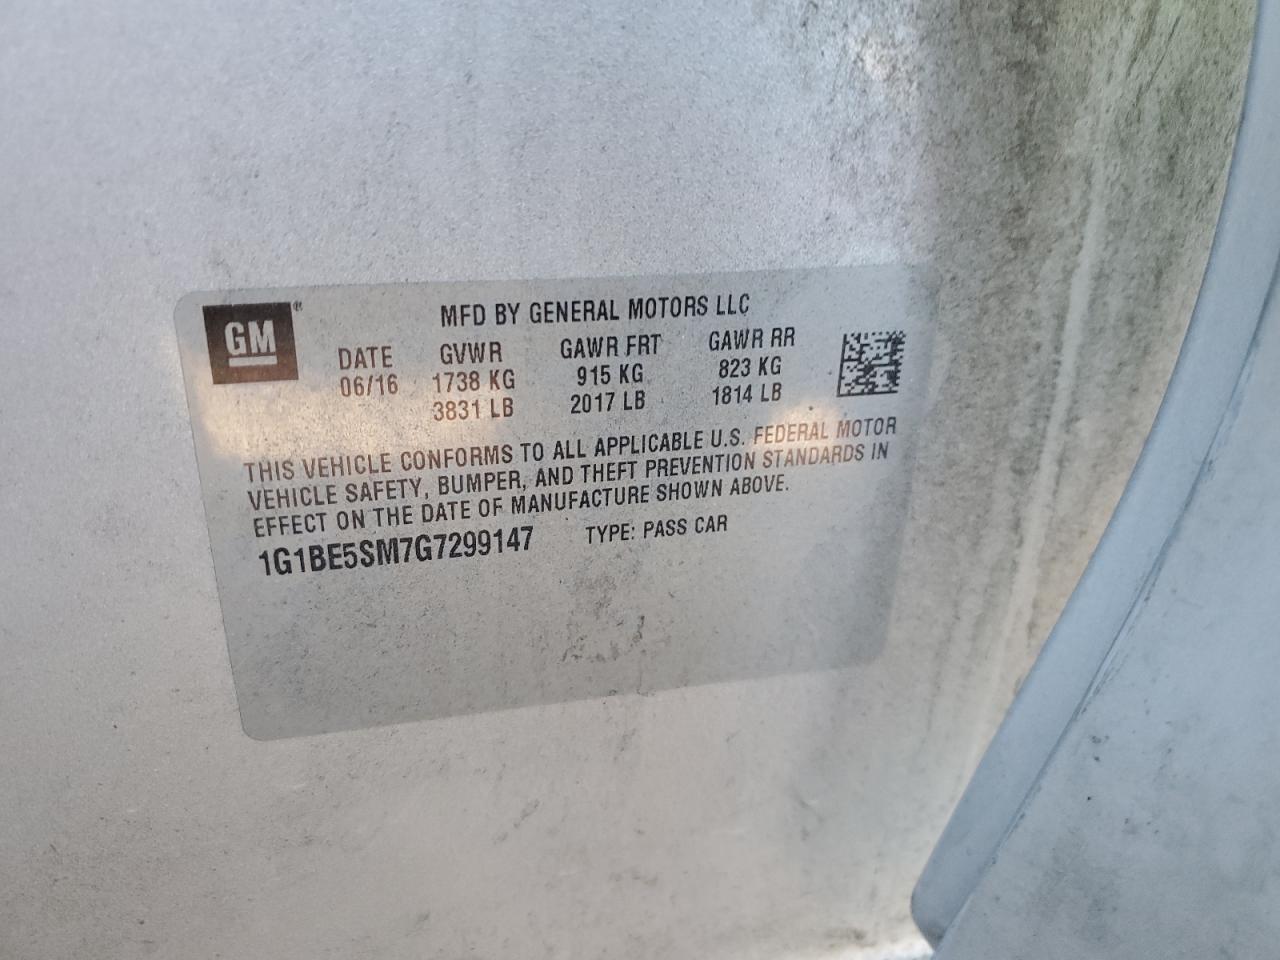 GM®
MFD BY GENERAL MOTORS LLC
DATE GVWR GAWR FRT GAWR RR
06/16 1738 KG 915 KG 823 KG
3831 LB 2017 LB 1814 LB
THIS VEHICLE CONFORMS TO ALL APPLICABLE U.S. FEDERAL MOTOR
VEHICLE SAFETY, BUMPER, AND THEFT PREVENTION STANDARDS IN
EFFECT ON THE DATE OF MANUFACTURE SHOWN ABOVE.
1G1BE5SM7G7299147 TYPE: PASS CAR